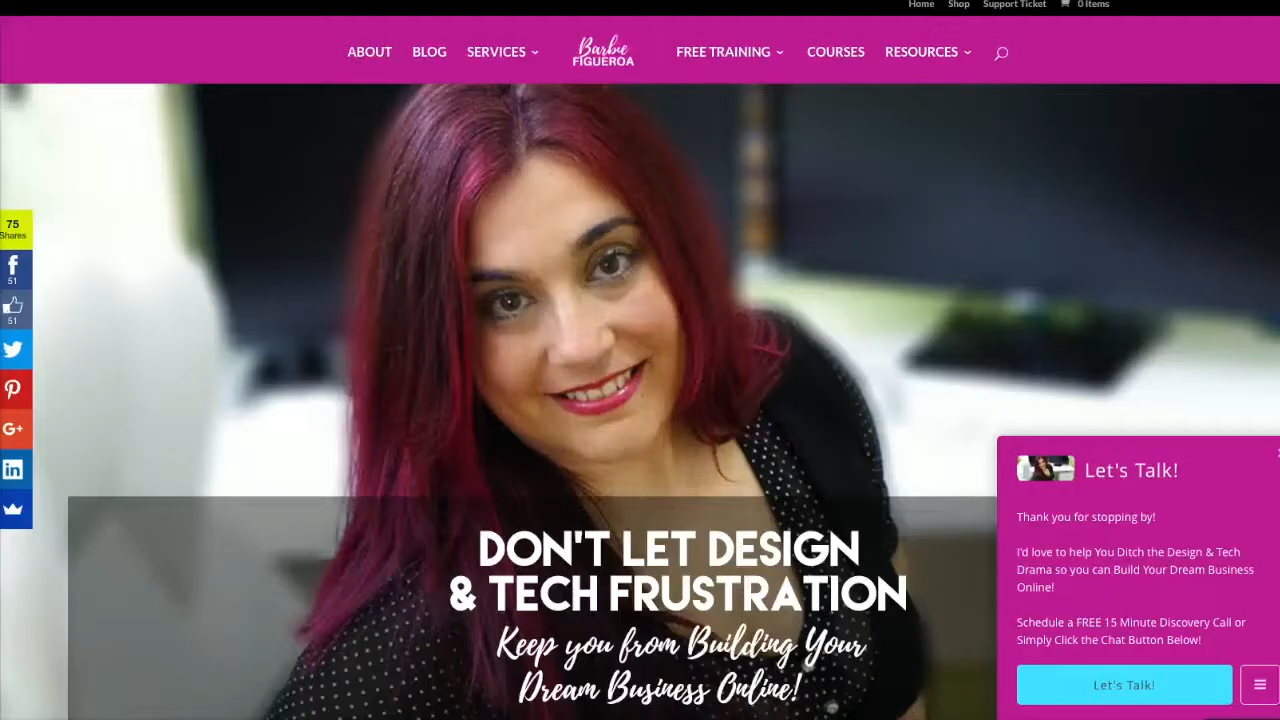 Home Shop Support Ticket 0 Items
ABOUT BLOG SERVICES Barbie FIGUEROA FREE TRAINING COURSES RESOURCES
75
Shares
51
51
DON'T LET DESIGN
& TECH FRUSTRATION
Keep you from Building Your
Dream Business Online!
Let's Talk!
Thank you for stopping by!
I'd love to help You Ditch the Design & Tech
Drama so you can Build Your Dream Business
Online!
Schedule a FREE 15 Minute Discovery Call or
Simply Click the Chat Button Below!
Let's Talk!